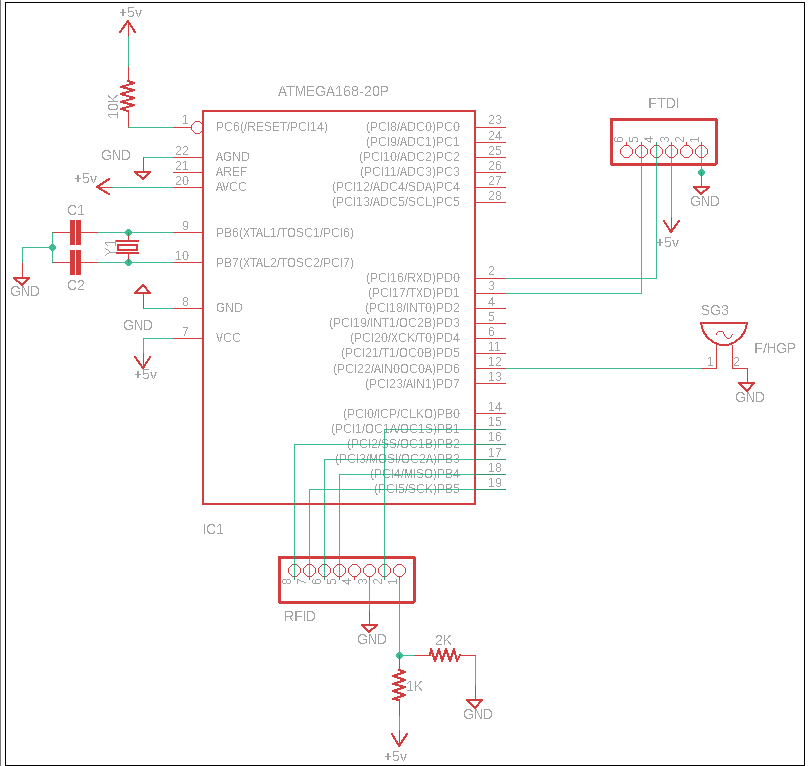 +5v
10K
ATMEGA168-20P
1 PC6(/RESET/PCI14)
GND
22 AGND
21 AREF
+5v
20 AVCC
C1
9 PB6(XTAL1/TOSC1/PCI6)
Y1
10 PB7(XTAL2/TOSC2/PCI7)
C2
GND
8 GND
GND
7 VCC
+5v
(PCI8/ADC0)PC0 23
(PCI9/ADC1)PC1 24
(PCI10/ADC2)PC2 25
(PCI11/ADC3)PC3 26
(PCI12/ADC4/SDA)PC4 27
(PCI13/ADC5/SCL)PC5 28
(PCI16/RXD)PD0 2
(PCI17/TXD)PD1 3
(PCI18/INT0)PD2 4
(PCI19/INT1/OC2B)PD3 5
(PCI20/XCK/T0)PD4 6
(PCI21/T1/OC0B)PD5 11
(PCI22/AIN0OC0A)PD6 12
(PCI23/AIN1)PD7 13
(PCI0/ICP/CLKO)PB0 14
(PCI1/OC1A/OC1S)PB1 15
(PCI2/SS/OC1B)PB2 16
(PCI3/MOSI/OC2A)PB3 17
(PCI4/MISO)PB4 18
(PCI5/SCK)PB5 19
IC1
FTDI
6 5 4 3 2 1
GND
+5v
SG3
F/HGP
1 2
GND
8 7 6 5 4 3 2 1
RFID
GND
2K
1K
GND
+5v